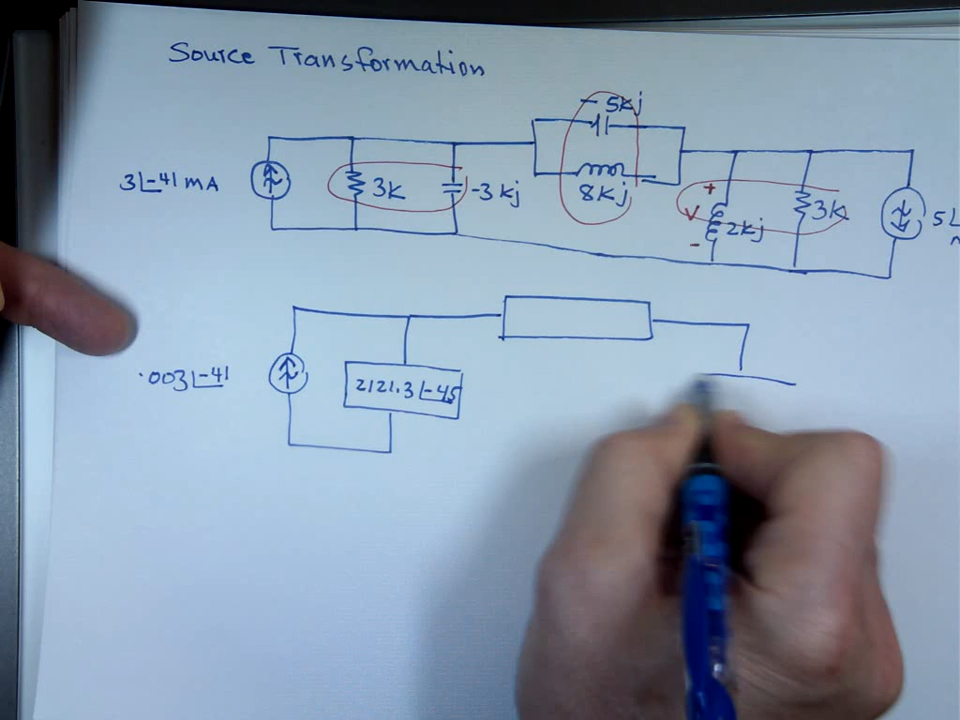 Source Transformation
-5kj
3∠-41 mA
3k
-3kj
8kj
+
V
-
2kj
3k
5∠
.003∠-41
2121.3∠-45